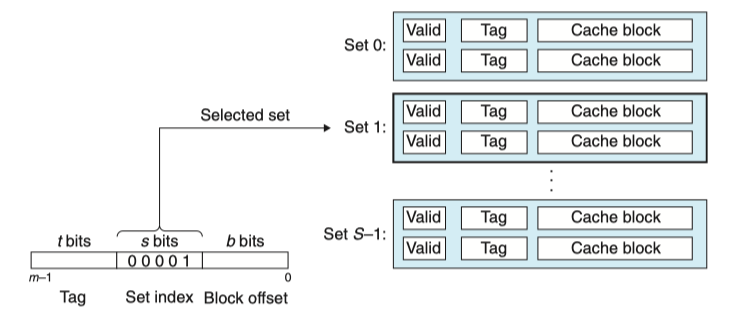 Set 0:
Valid Tag Cache block
Valid Tag Cache block
Selected set
Set 1:
Valid Tag Cache block
Valid Tag Cache block
⋮
Set S–1:
Valid Tag Cache block
Valid Tag Cache block
t bits s bits b bits
0 0 0 0 1
m–1 0
Tag Set index Block offset